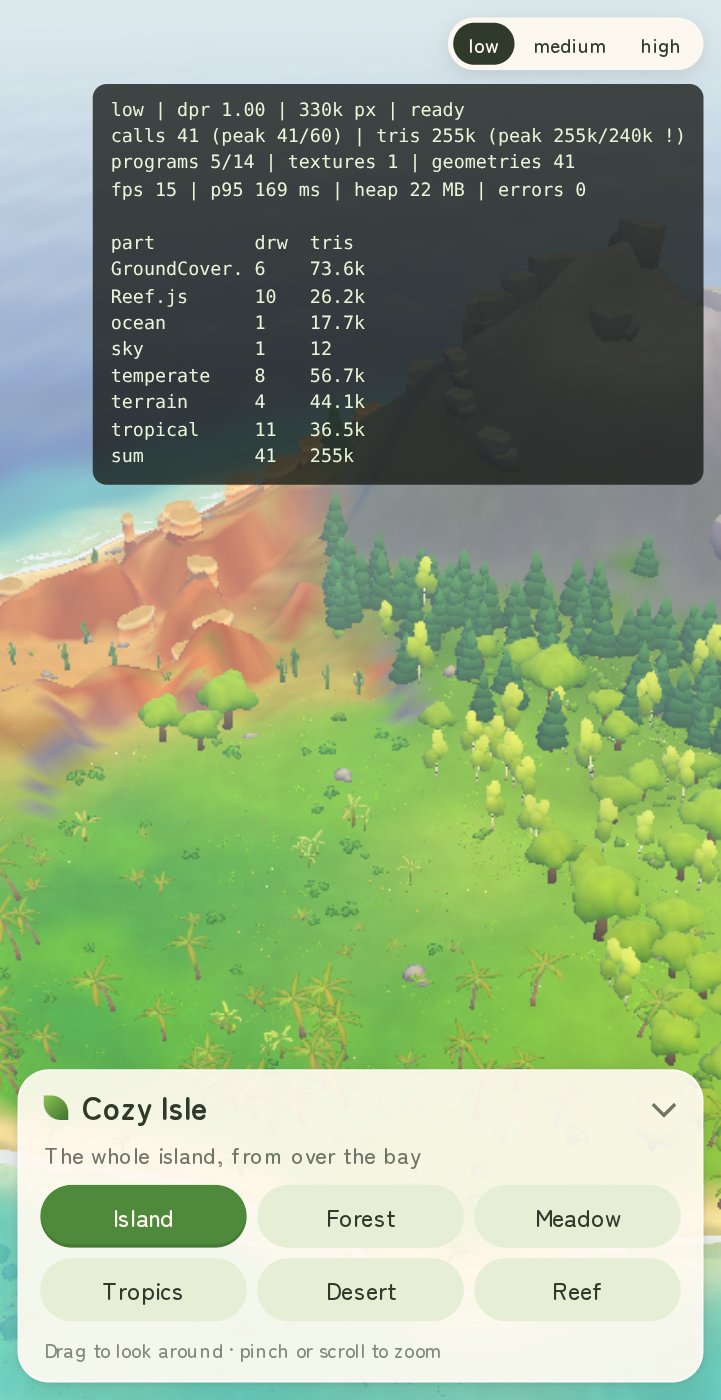 low medium high
low | dpr 1.00 | 330k px | ready
calls 41 (peak 41/60) | tris 255k (peak 255k/240k !)
programs 5/14 | textures 1 | geometries 41
fps 15 | p95 169 ms | heap 22 MB | errors 0
part drw tris
GroundCover. 6 73.6k
Reef.js 10 26.2k
ocean 1 17.7k
sky 1 12
temperate 8 56.7k
terrain 4 44.1k
tropical 11 36.5k
sum 41 255k
Cozy Isle
The whole island, from over the bay
Island Forest Meadow
Tropics Desert Reef
Drag to look around · pinch or scroll to zoom